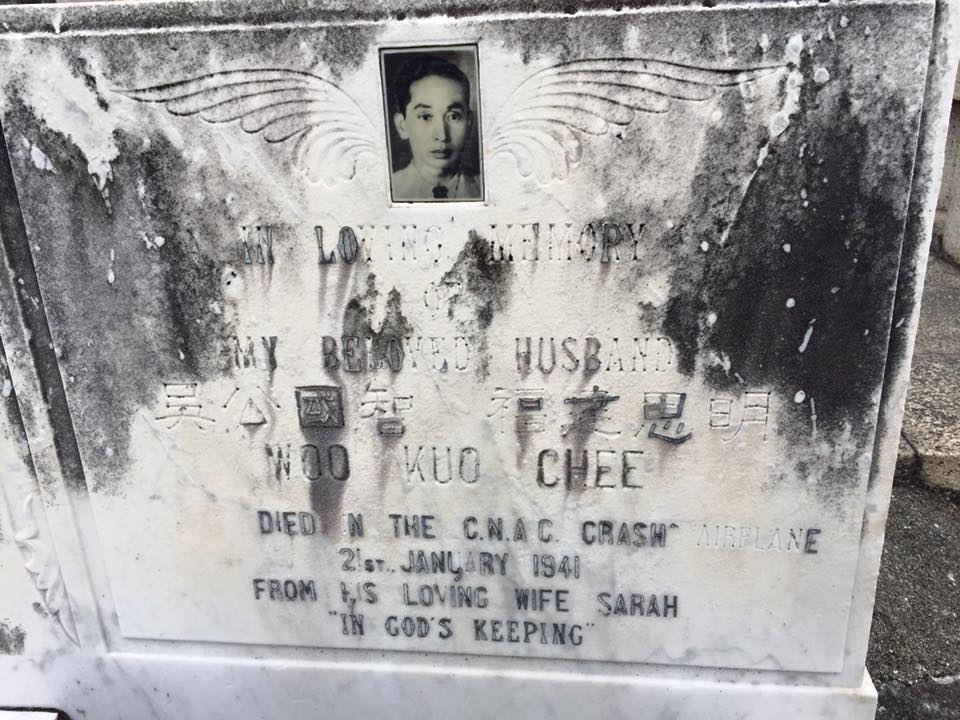 IN LOVING MEMORY
OF
MY BELOVED HUSBAND
吳公國智 福之思明
WOO KUO CHEE
DIED IN THE C.N.A.C. CRASH AIRPLANE
21ST. JANUARY 1941
FROM HIS LOVING WIFE SARAH
"IN GOD'S KEEPING"